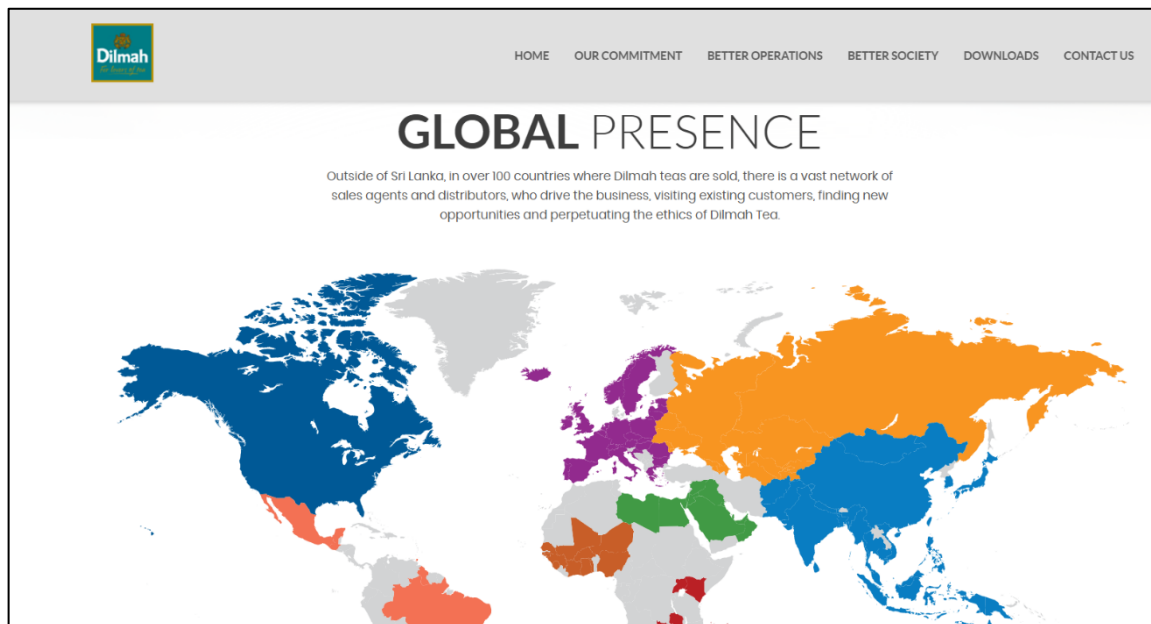 Dilmah
HOME OUR COMMITMENT BETTER OPERATIONS BETTER SOCIETY DOWNLOADS CONTACT US
GLOBAL PRESENCE
Outside of Sri Lanka, in over 100 countries where Dilmah teas are sold, there is a vast network of
sales agents and distributors, who drive the business, visiting existing customers, finding new
opportunities and perpetuating the ethics of Dilmah Tea.